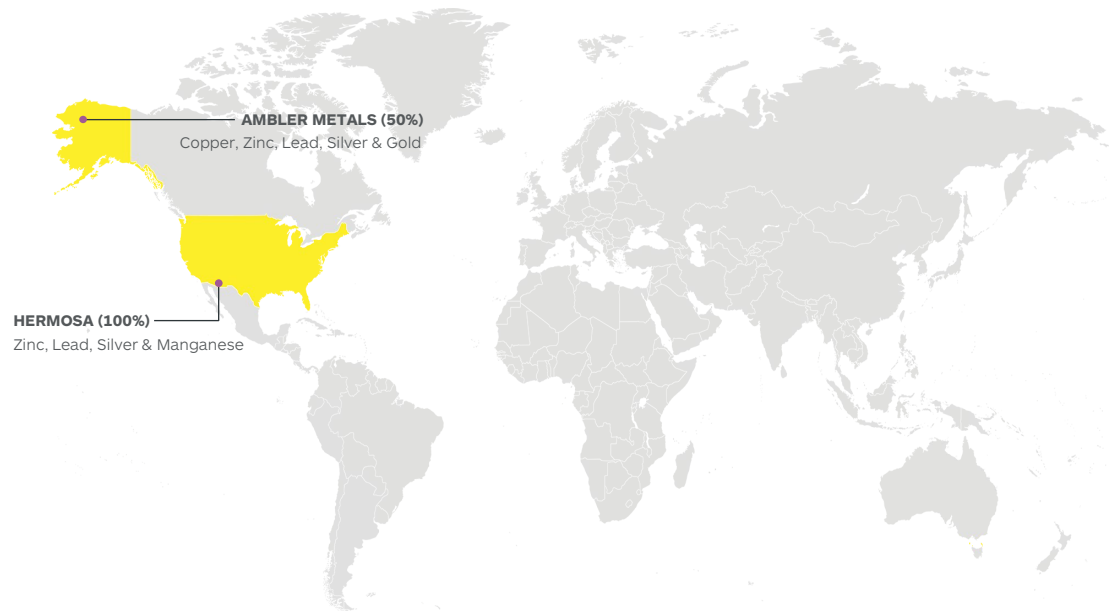 AMBLER METALS (50%)
Copper, Zinc, Lead, Silver & Gold
HERMOSA (100%)
Zinc, Lead, Silver & Manganese